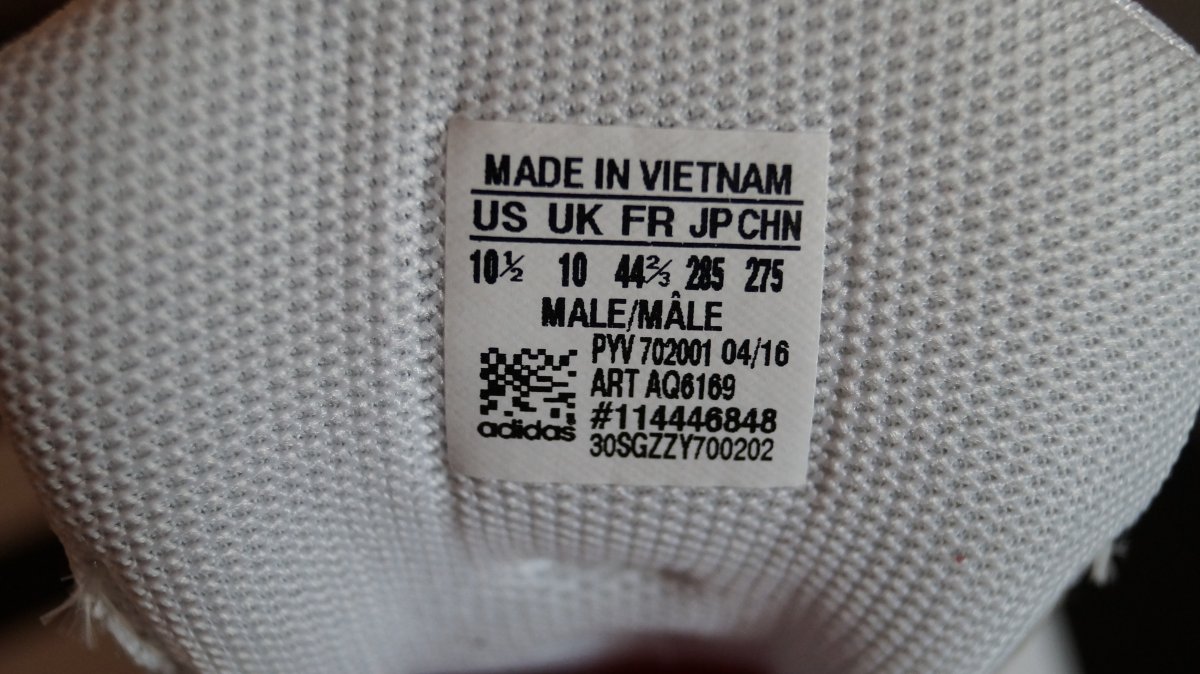 MADE IN VIETNAM
US UK FR JP CHN
10½ 10 44⅔ 285 275
MALE/MÂLE
PYV 702001 04/16
ART AQ6169
#114446848
adidas 30SGZZY700202